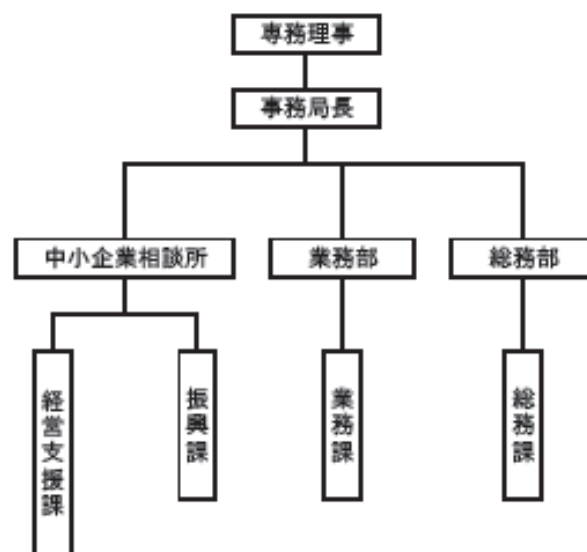 専務理事
事務局長
中小企業相談所
業務部
総務部
経営支援課
振興課
業務課
総務課